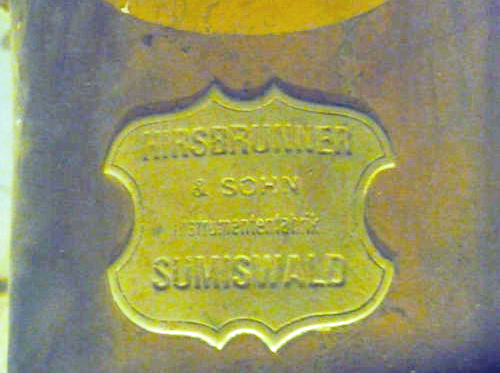 HIRSBRUNNER
& SOHN
Instrumentenfabrik
SUMISWALD